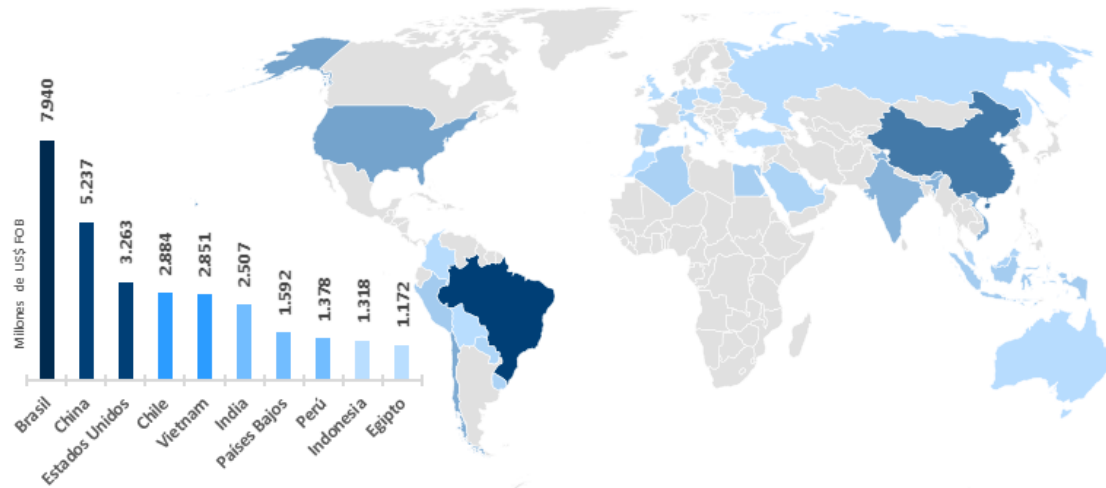 Millones de US$ FOB
7.940
5.237
3.263
2.884
2.851
2.507
1.592
1.378
1.318
1.172
Brasil
China
Estados Unidos
Chile
Vietnam
India
Países Bajos
Perú
Indonesia
Egipto